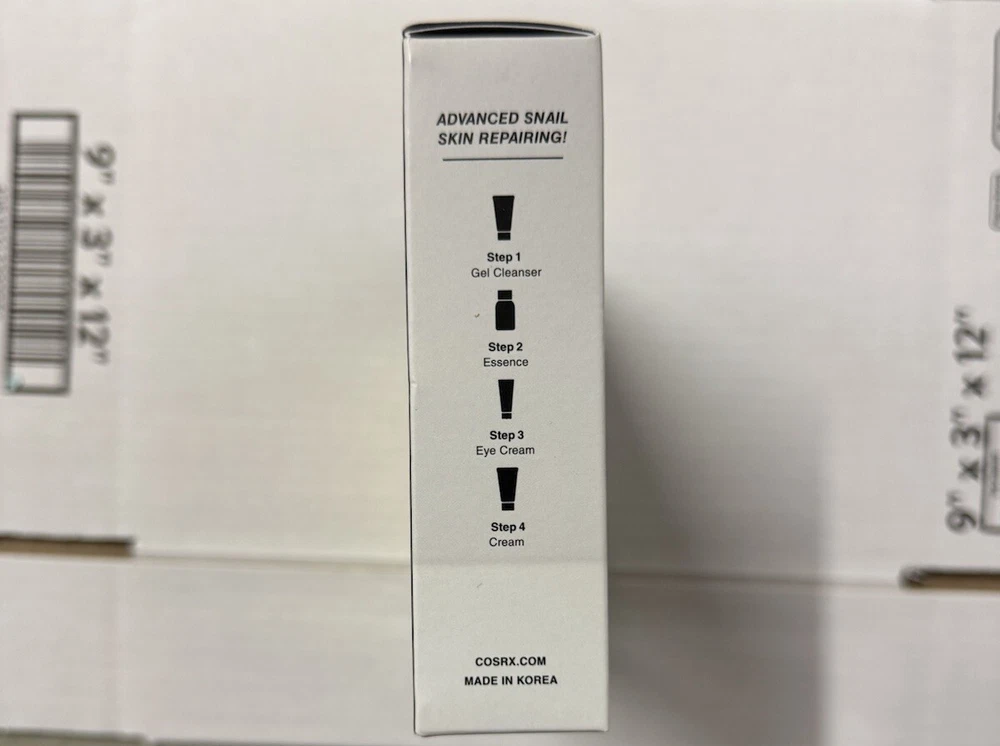 ADVANCED SNAIL
SKIN REPAIRING!
Step 1
Gel Cleanser
Step 2
Essence
Step 3
Eye Cream
Step 4
Cream
COSRX.COM
MADE IN KOREA
9" x 3" x 12"
9" x 3" x 12"